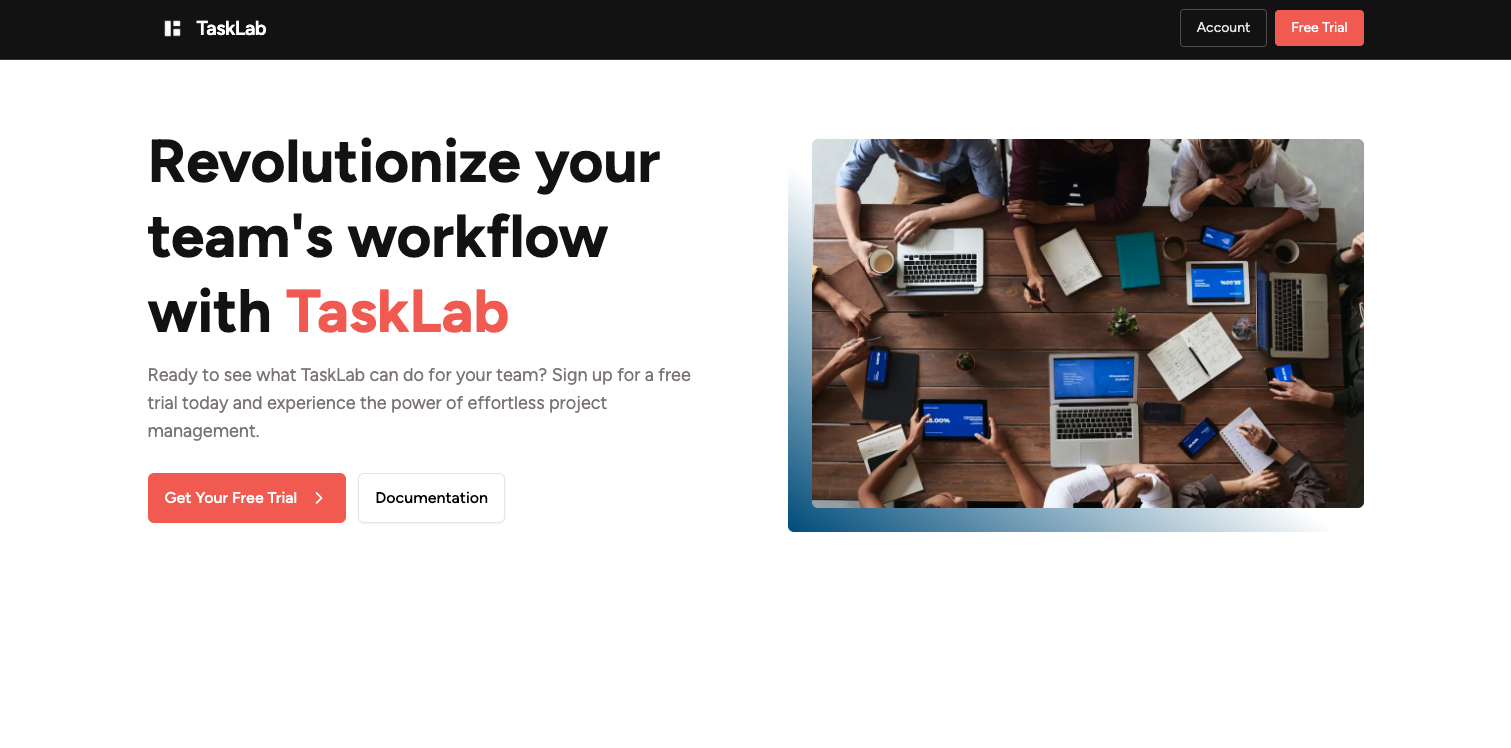 TaskLab
Account
Free Trial
Revolutionize your
team's workflow
with TaskLab
Ready to see what TaskLab can do for your team? Sign up for a free
trial today and experience the power of effortless project
management.
Get Your Free Trial
Documentation